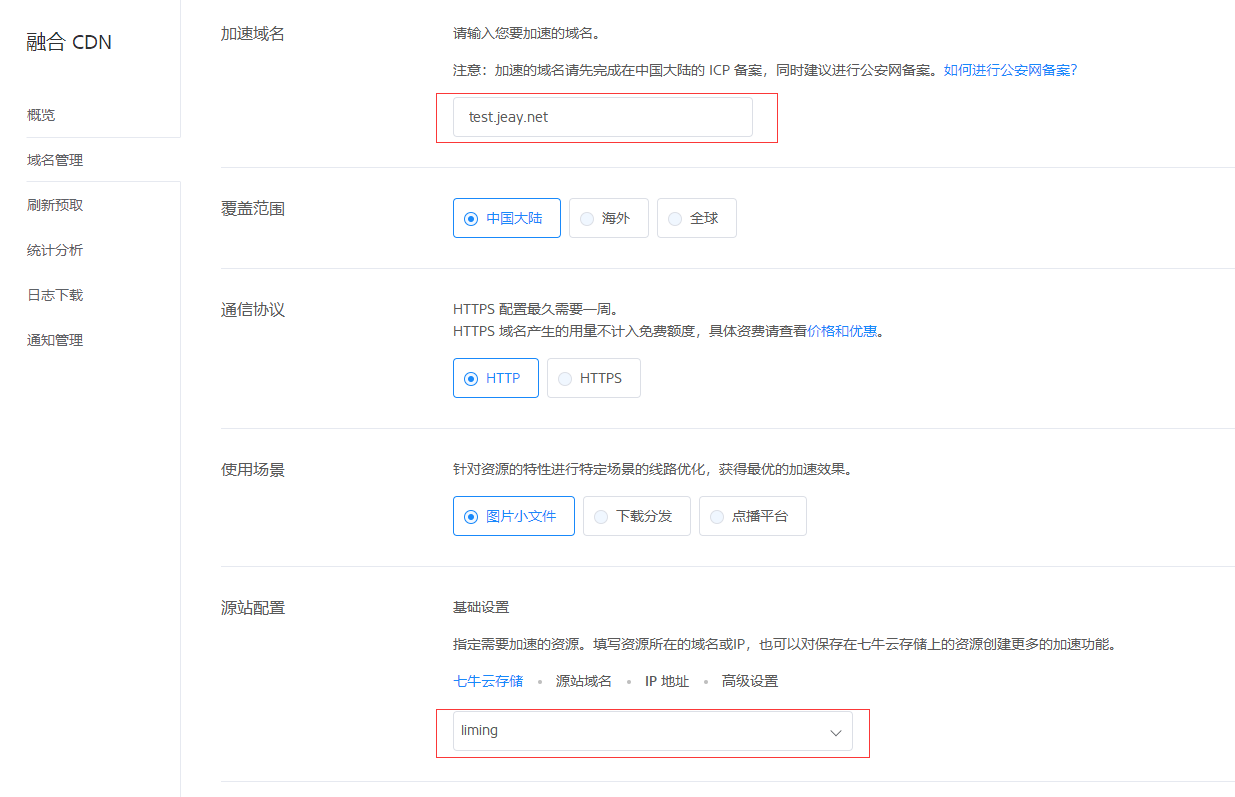 融合 CDN
概览
域名管理
刷新预取
统计分析
日志下载
通知管理
加速域名
请输入您要加速的域名。
注意：加速的域名请先完成在中国大陆的 ICP 备案，同时建议进行公安网备案。如何进行公安网备案?
test.jeay.net
覆盖范围
中国大陆 海外 全球
通信协议
HTTPS 配置最久需要一周。
HTTPS 域名产生的用量不计入免费额度，具体资费请查看价格和优惠。
HTTP HTTPS
使用场景
针对资源的特性进行特定场景的线路优化，获得最优的加速效果。
图片小文件 下载分发 点播平台
源站配置
基础设置
指定需要加速的资源。填写资源所在的域名或IP，也可以对保存在七牛云存储上的资源创建更多的加速功能。
七牛云存储 • 源站域名 • IP 地址 • 高级设置
liming